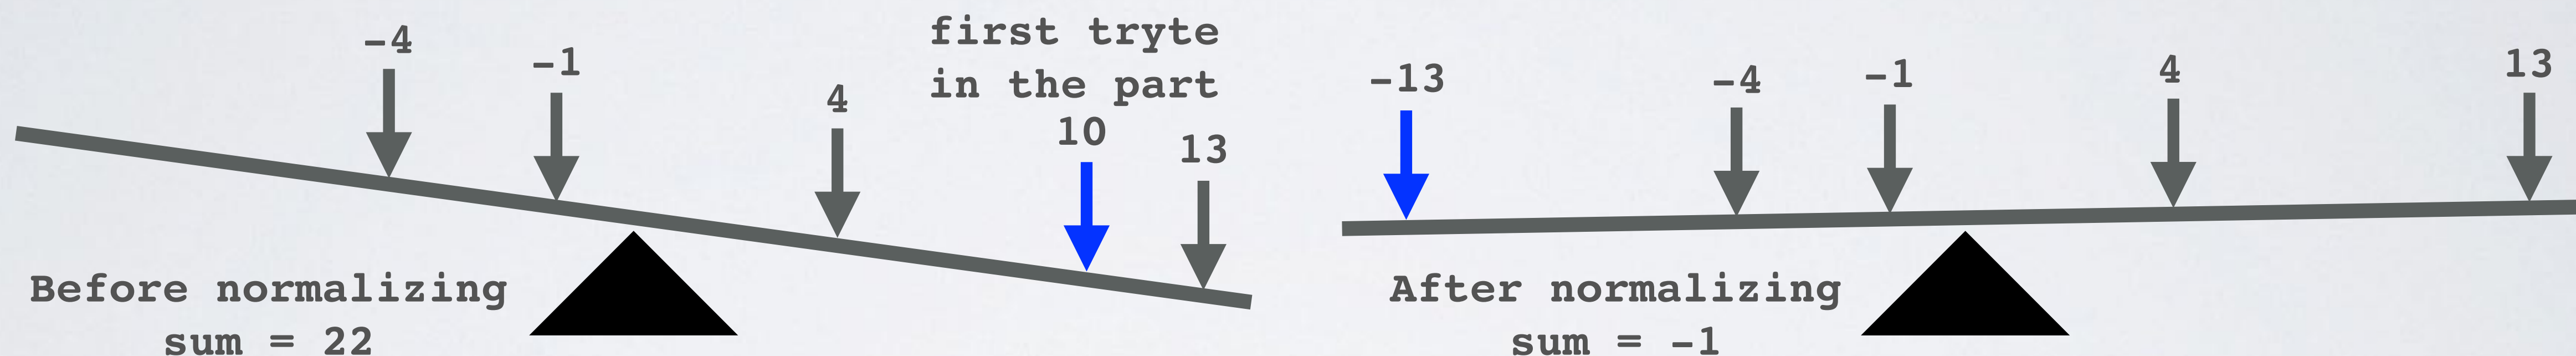 -4
-1
4
first tryte
in the part
10
13
Before normalizing
sum = 22
-13
-4
-1
4
13
After normalizing
sum = -1